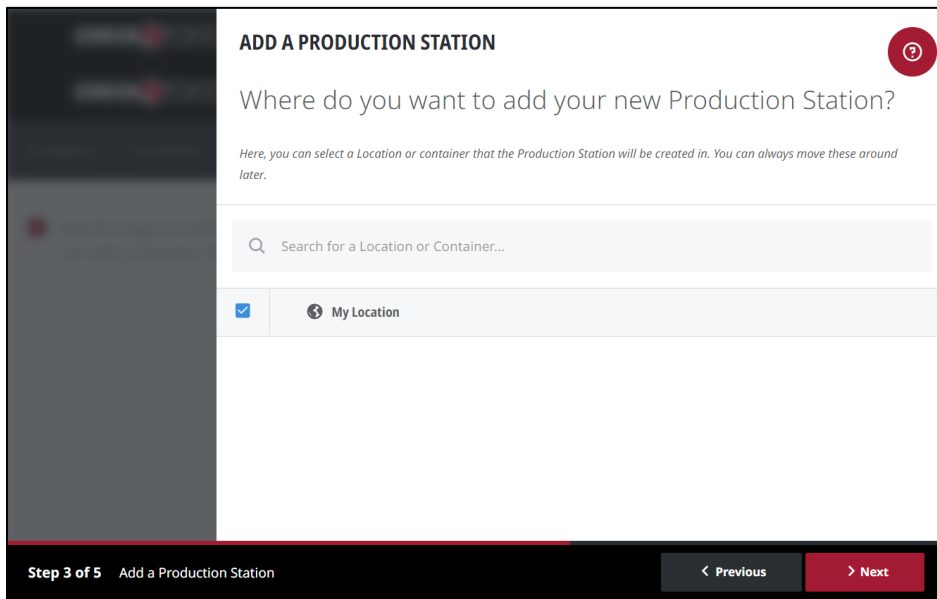 ADD A PRODUCTION STATION
Where do you want to add your new Production Station?
Here, you can select a Location or container that the Production Station will be created in. You can always move these around
later.
Search for a Location or Container...
My Location
Step 3 of 5 Add a Production Station
Previous
Next